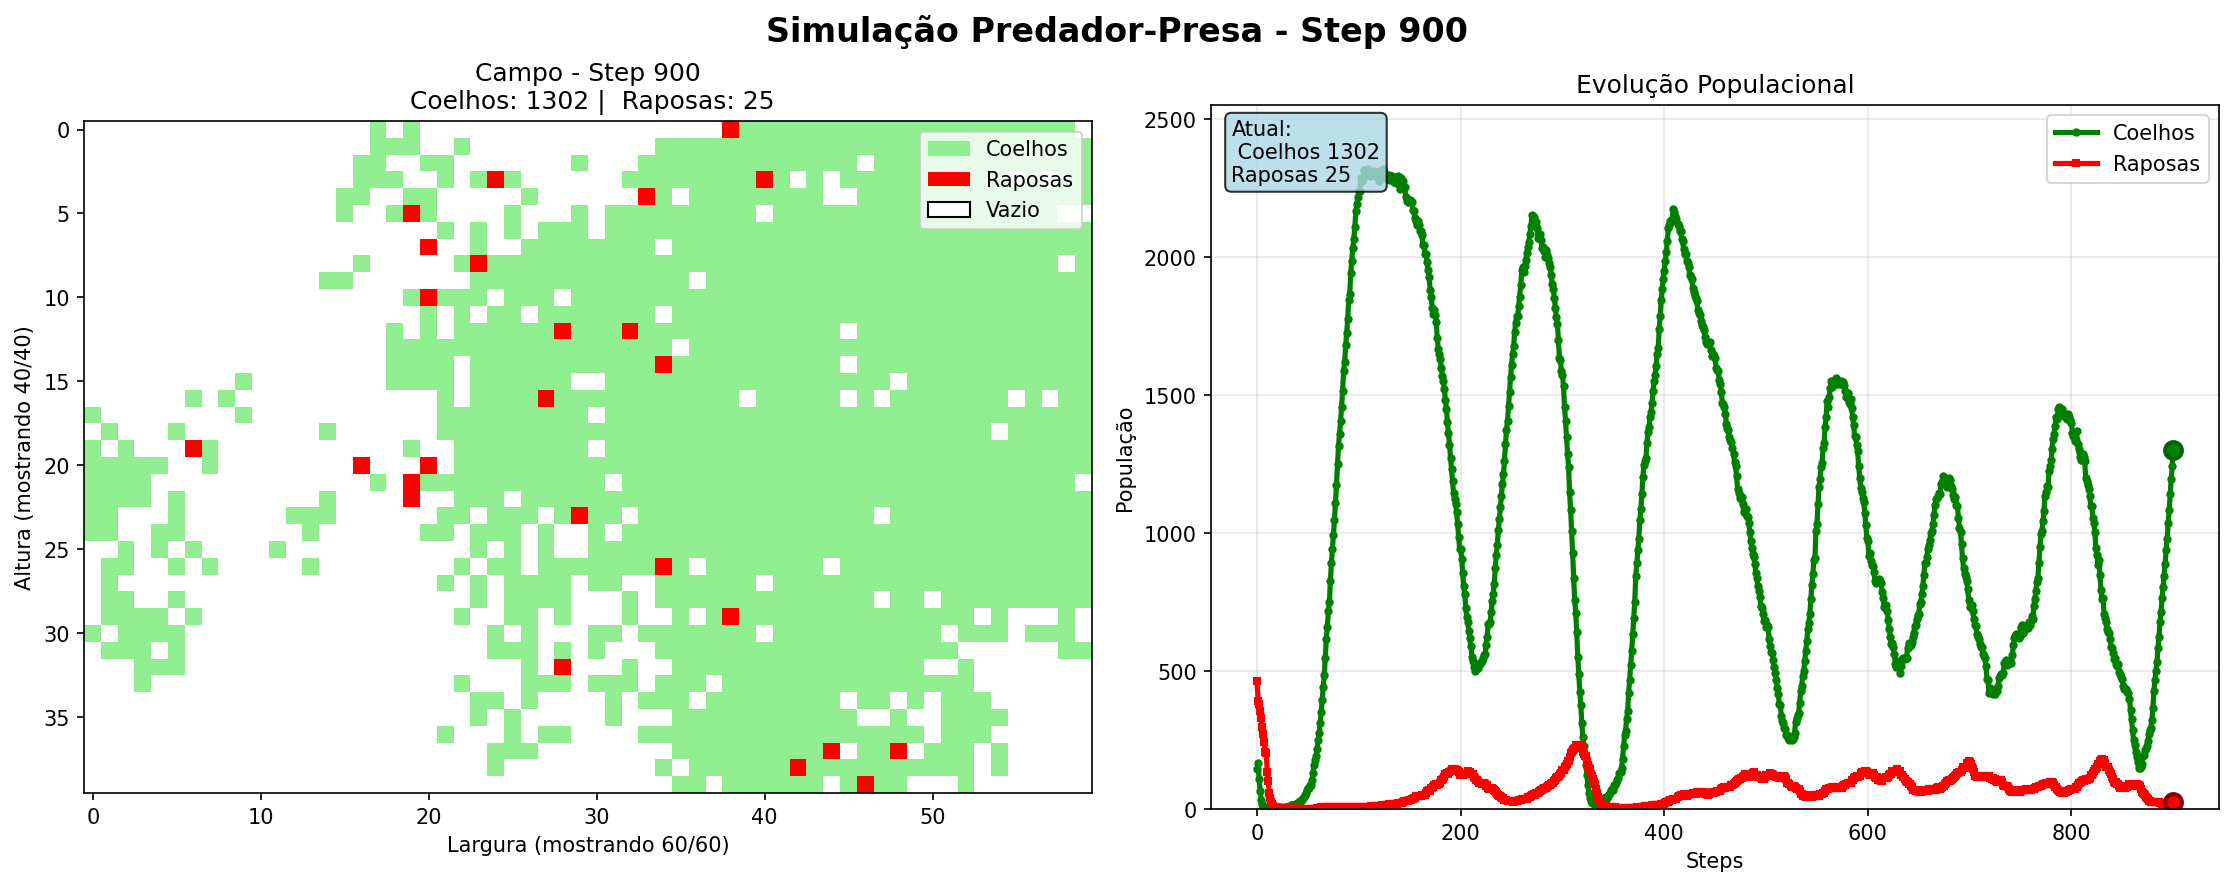 Simulação Predador-Presa - Step 900
Campo - Step 900
Coelhos: 1302 |  Raposas: 25
Coelhos
Raposas
Vazio
0
5
10
15
20
25
30
35
Altura (mostrando 40/40)
0
10
20
30
40
50
Largura (mostrando 60/60)
Evolução Populacional
Atual:
Coelhos 1302
Raposas 25
Coelhos
Raposas
2500
2000
1500
1000
500
0
População
0
200
400
600
800
Steps